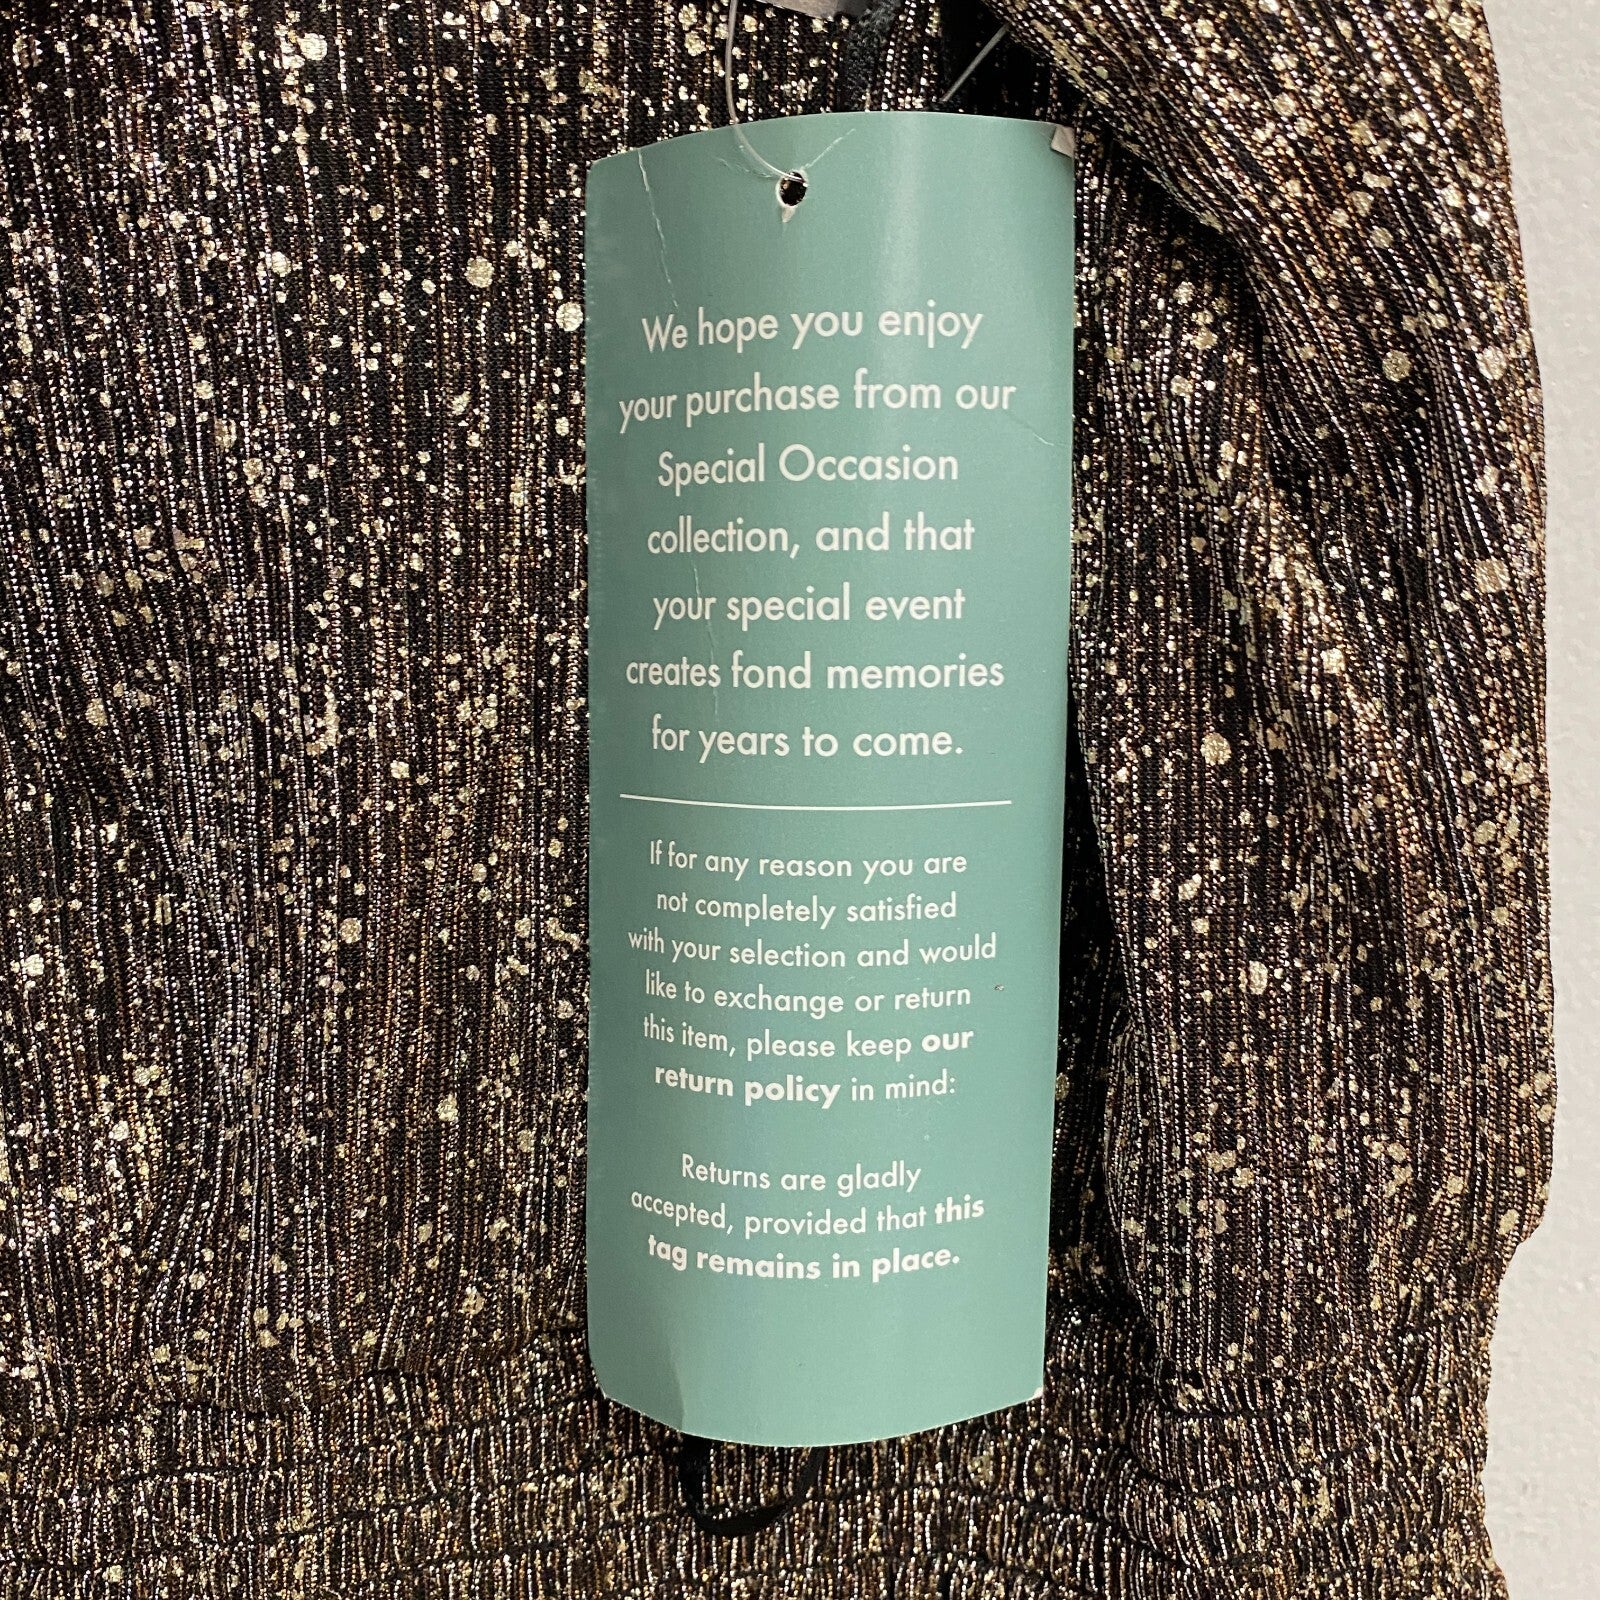 We hope you enjoy
your purchase from our
Special Occasion
collection, and that
your special event
creates fond memories
for years to come.
If for any reason you are
not completely satisfied
with your selection and would
like to exchange or return
this item, please keep our
return policy in mind:
Returns are gladly
accepted, provided that this
tag remains in place.